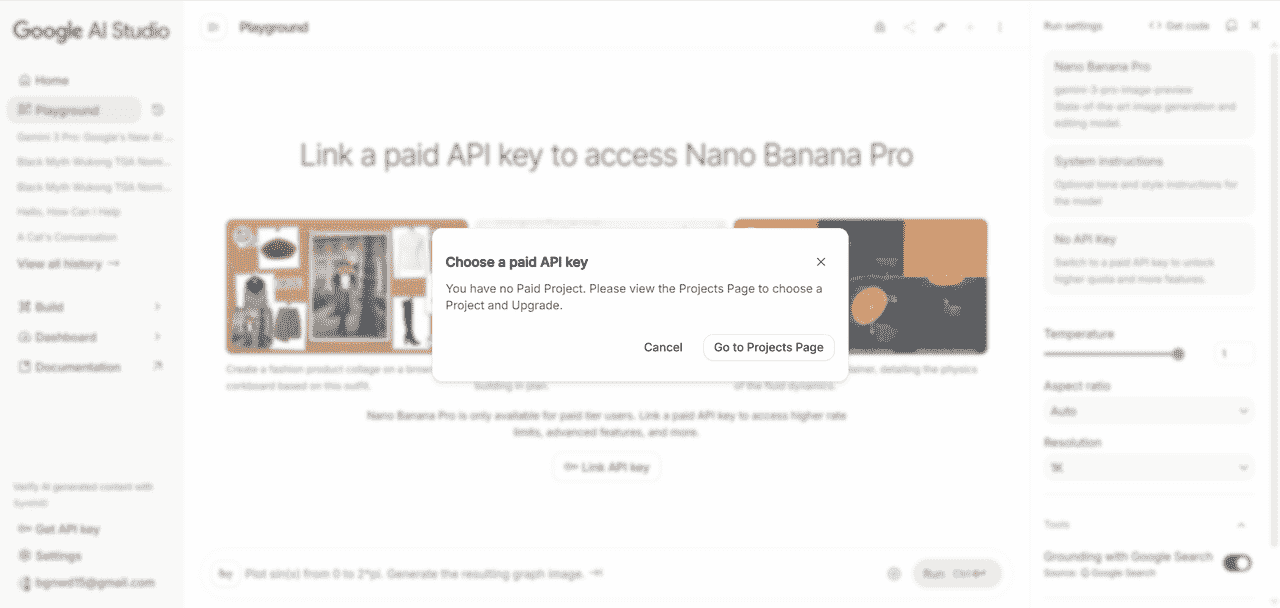 Google AI Studio
Home
Playground
Gemini 3 Pro: Google's New AI ...
Black Myth Wukong TGA Nomi...
Black Myth Wukong TGA Nomi...
Hello, How Can I Help
A Cat's Conversation
View all history
Build
Dashboard
Documentation
Verify AI generated content with
SynthID
Get API key
Settings
Playground
Link a paid API key to access Nano Banana Pro
Choose a paid API key
You have no Paid Project. Please view the Projects Page to choose a
Project and Upgrade.
Cancel
Go to Projects Page
Create a fashion product collage on a brow
corkboard based on this outfit.
building in plan.
detailing the physics
of the fluid dynamics.
Nano Banana Pro is only available for paid tier users. Link a paid API key to access higher rate
limits, advanced features, and more.
Link API key
Plot sin(x) from 0 to 2*pi. Generate the resulting graph image.
Run Ctrl
Run settings
Get code
Nano Banana Pro
gemini-3-pro-image-preview
State-of-the-art image generation and
editing model.
System instructions
Optional tone and style instructions for
the model
No API Key
Switch to a paid API key to unlock
higher quota and more features.
Temperature
1
Aspect ratio
Auto
Resolution
1K
Tools
Grounding with Google Search
Source: Google Search